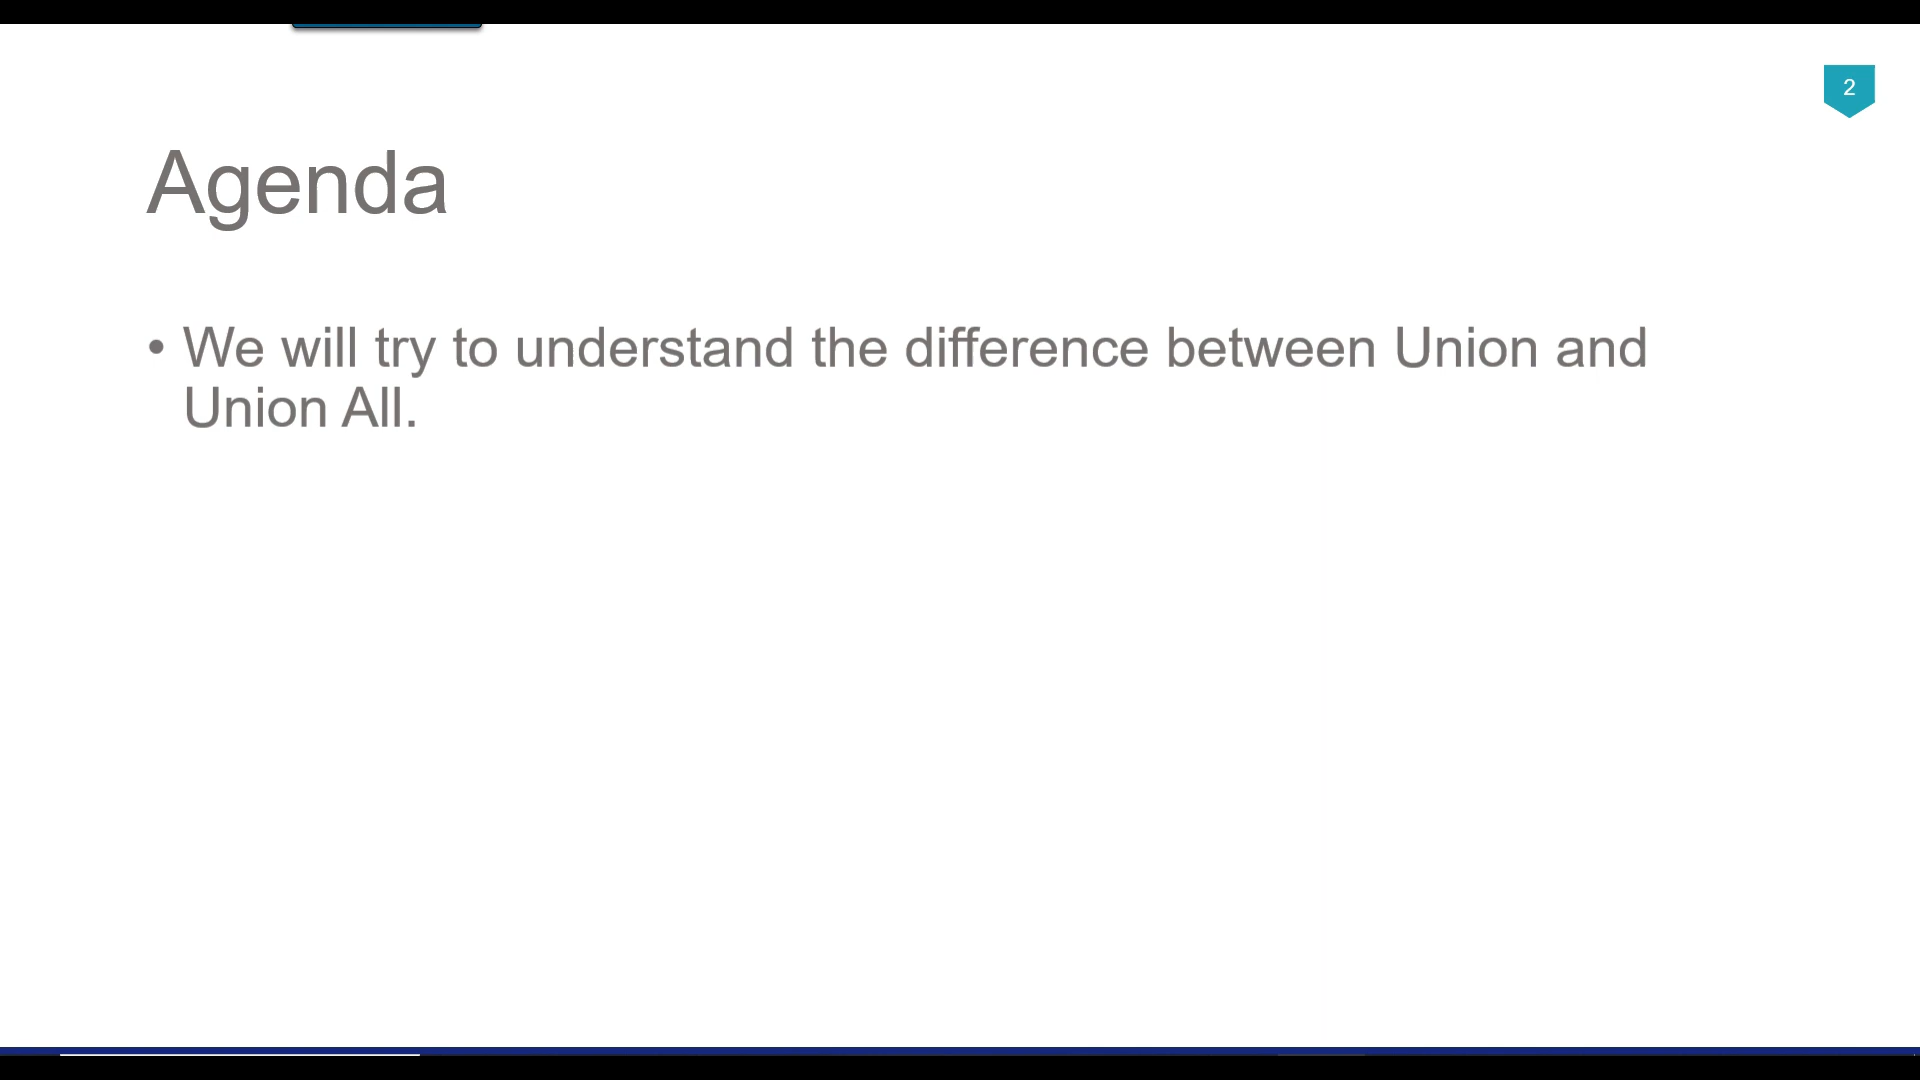 2
Agenda
• We will try to understand the difference between Union and
Union All.